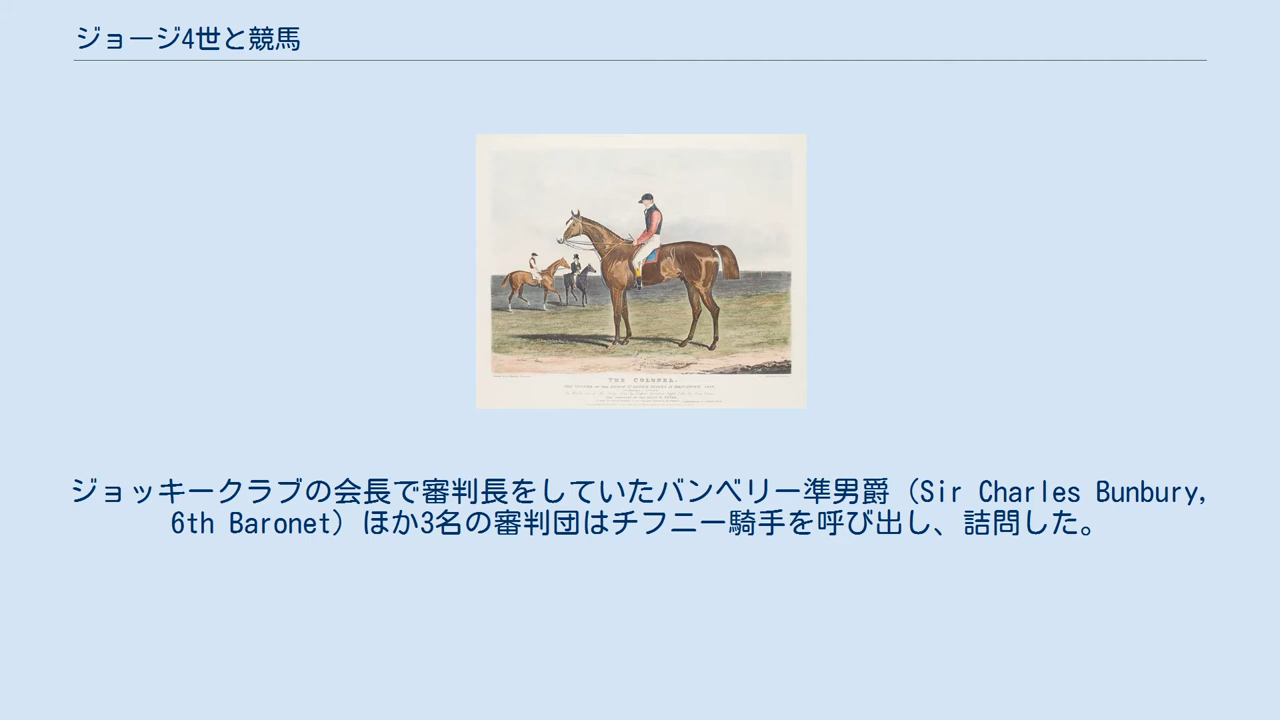 ジョージ4世と競馬
THE COLONEL.
ジョッキークラブの会長で審判長をしていたバンベリー準男爵（Sir Charles Bunbury,
6th Baronet）ほか3名の審判団はチフニー騎手を呼び出し、詰問した。